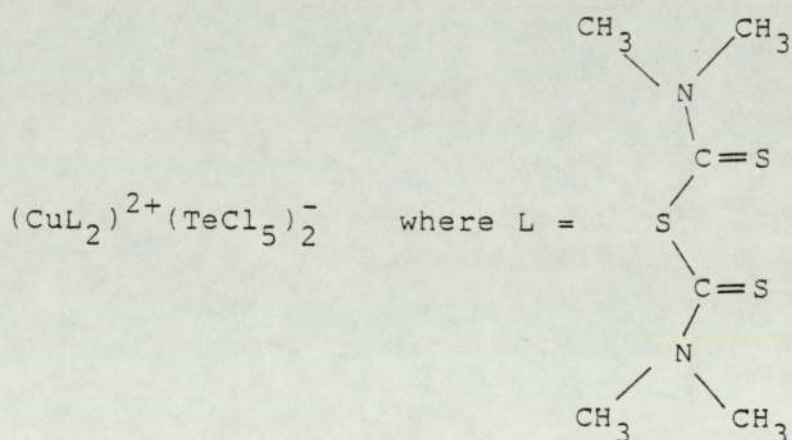 CH3 CH3
N
C=S
(CuL2)2+(TeCl5)2- where L = S
C=S
N
CH3 CH3